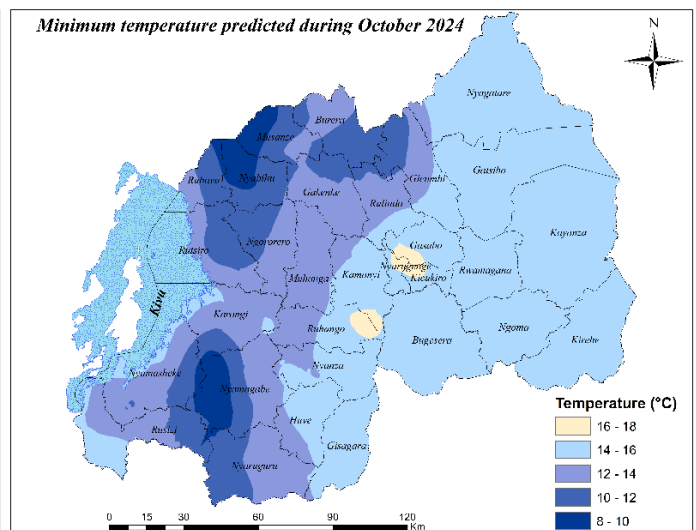 Minimum temperature predicted during October 2024
N
Nyagatare
Burera
Musanze
Gatsibo
Rubavu
Nyabihu
Gakenke
Gicumbi
Rulindo
Kayonza
Rutsiro
Ngororero
Gasabo
Nyarugenge
Kicukiro
Rwamagana
Muhanga
Kamonyi
Kivu
Karongi
Ruhango
Bugesera
Ngoma
Kirehe
Nyamasheke
Nyanza
Nyamagabe
Huye
Rusizi
Gisagara
Nyaruguru
Temperature (°C)
16 - 18
14 - 16
12 - 14
10 - 12
8 - 10
0 15 30 60 90 120
Km